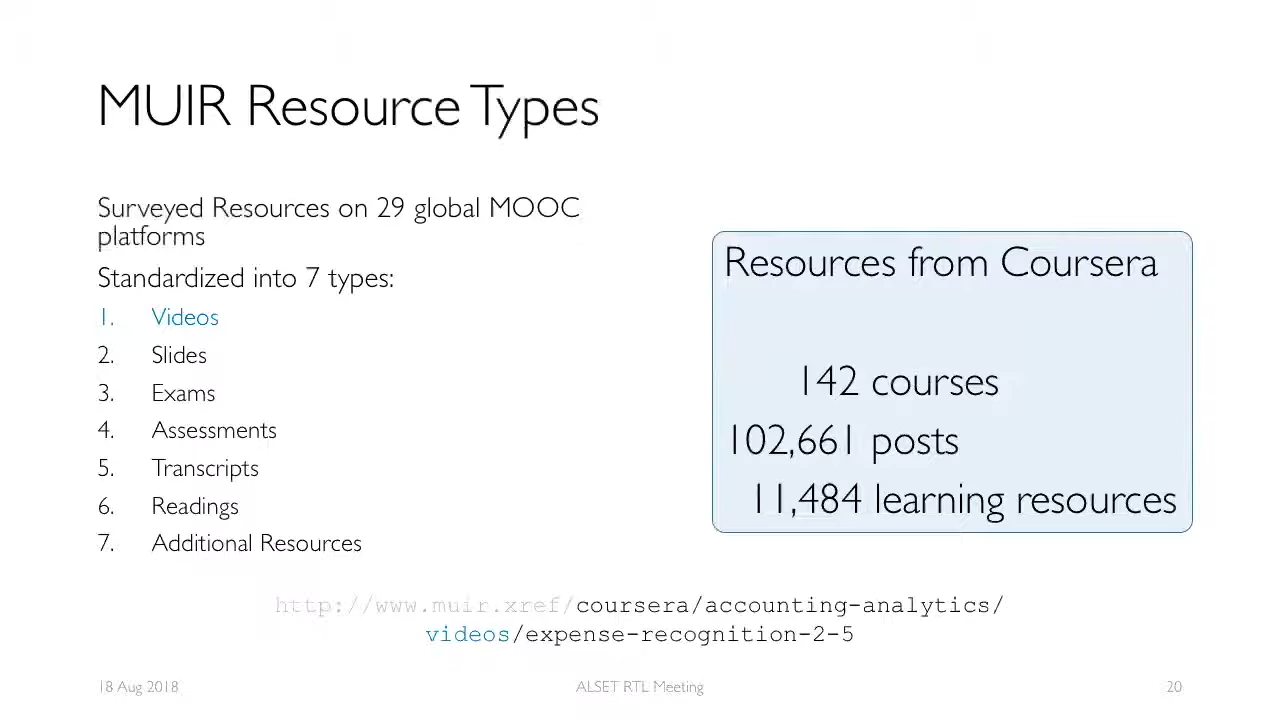 MUIR Resource Types
Surveyed Resources on 29 global MOOC
platforms
Standardized into 7 types:
1. Videos
2. Slides
3. Exams
4. Assessments
5. Transcripts
6. Readings
7. Additional Resources
Resources from Coursera
142 courses
102,661 posts
11,484 learning resources
http://www.muir.xref/coursera/accounting-analytics/
videos/expense-recognition-2-5
18 Aug 2018
ALSET RTL Meeting
20